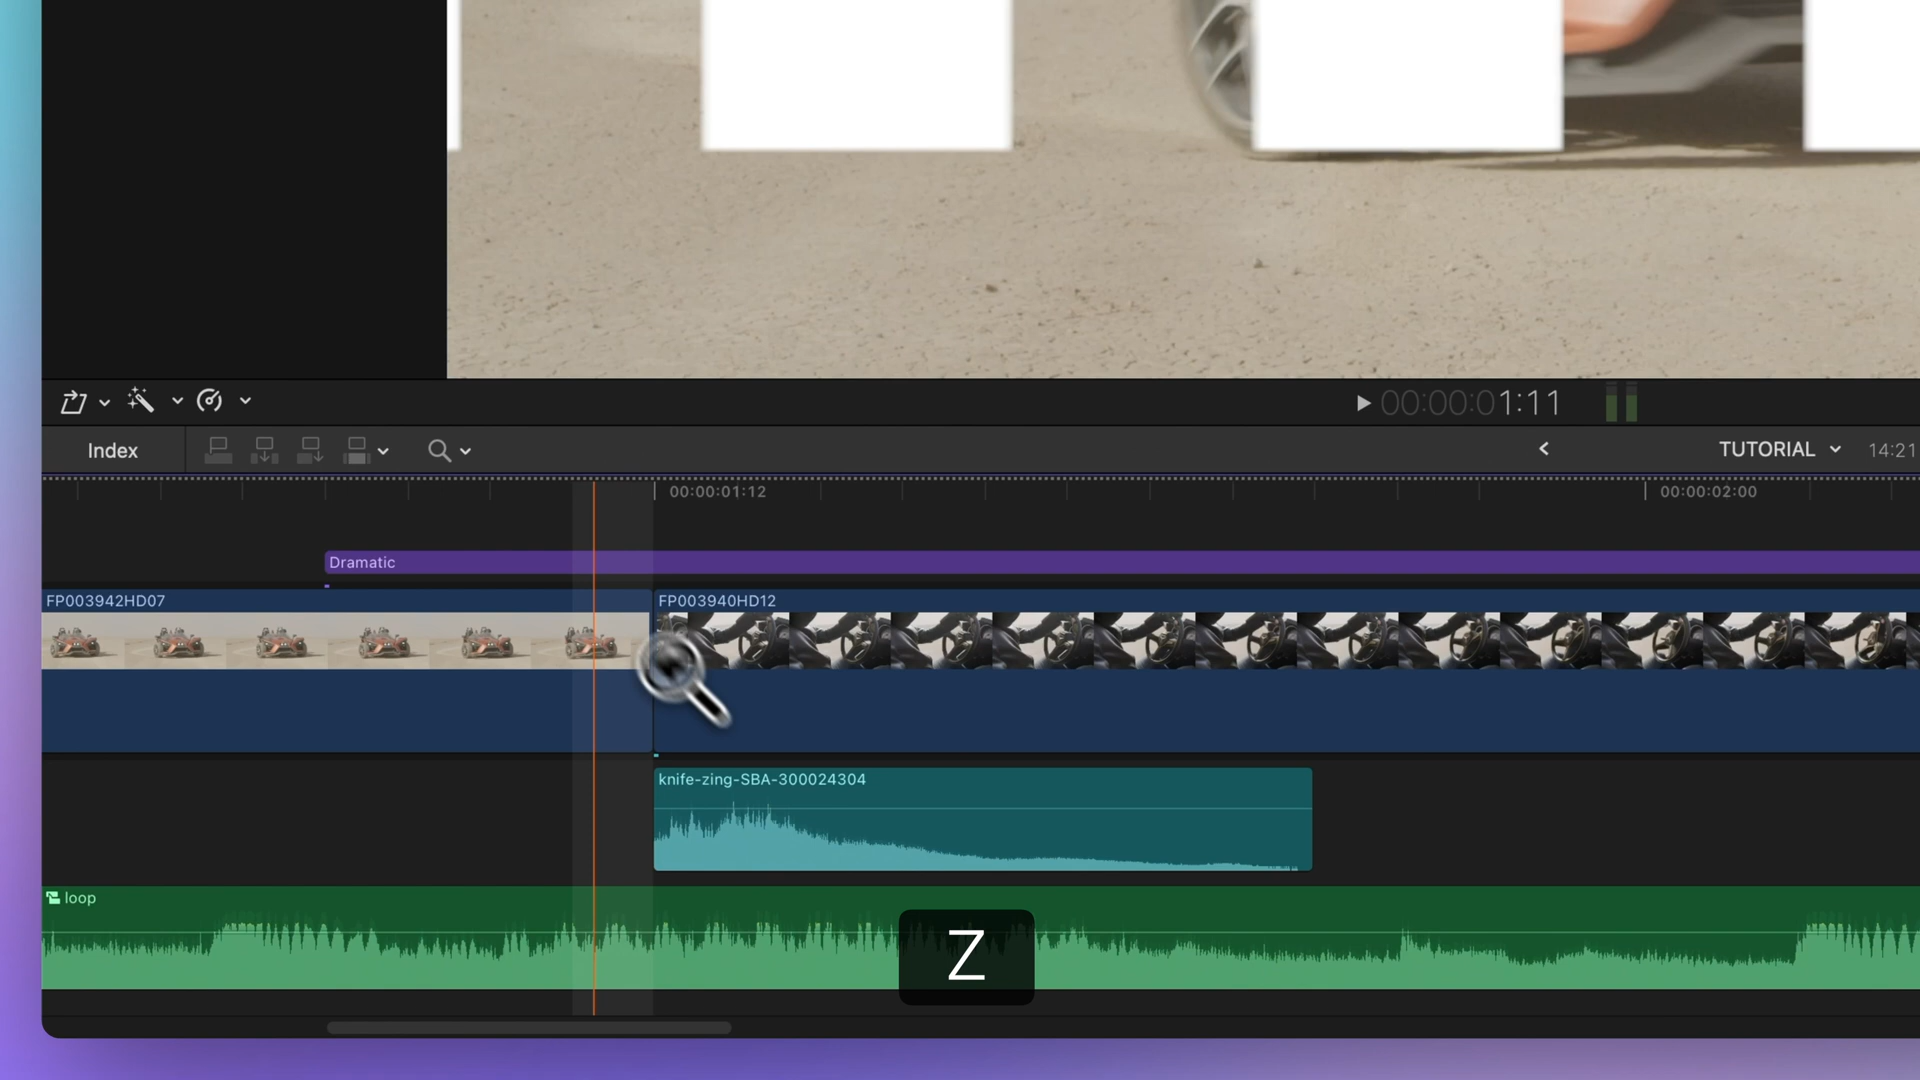 00:00:01:11
Index
TUTORIAL
14:21
00:00:01:12
00:00:02:00
Dramatic
FP003942HD07
FP003940HD12
knife-zing-SBA-300024304
loop
Z